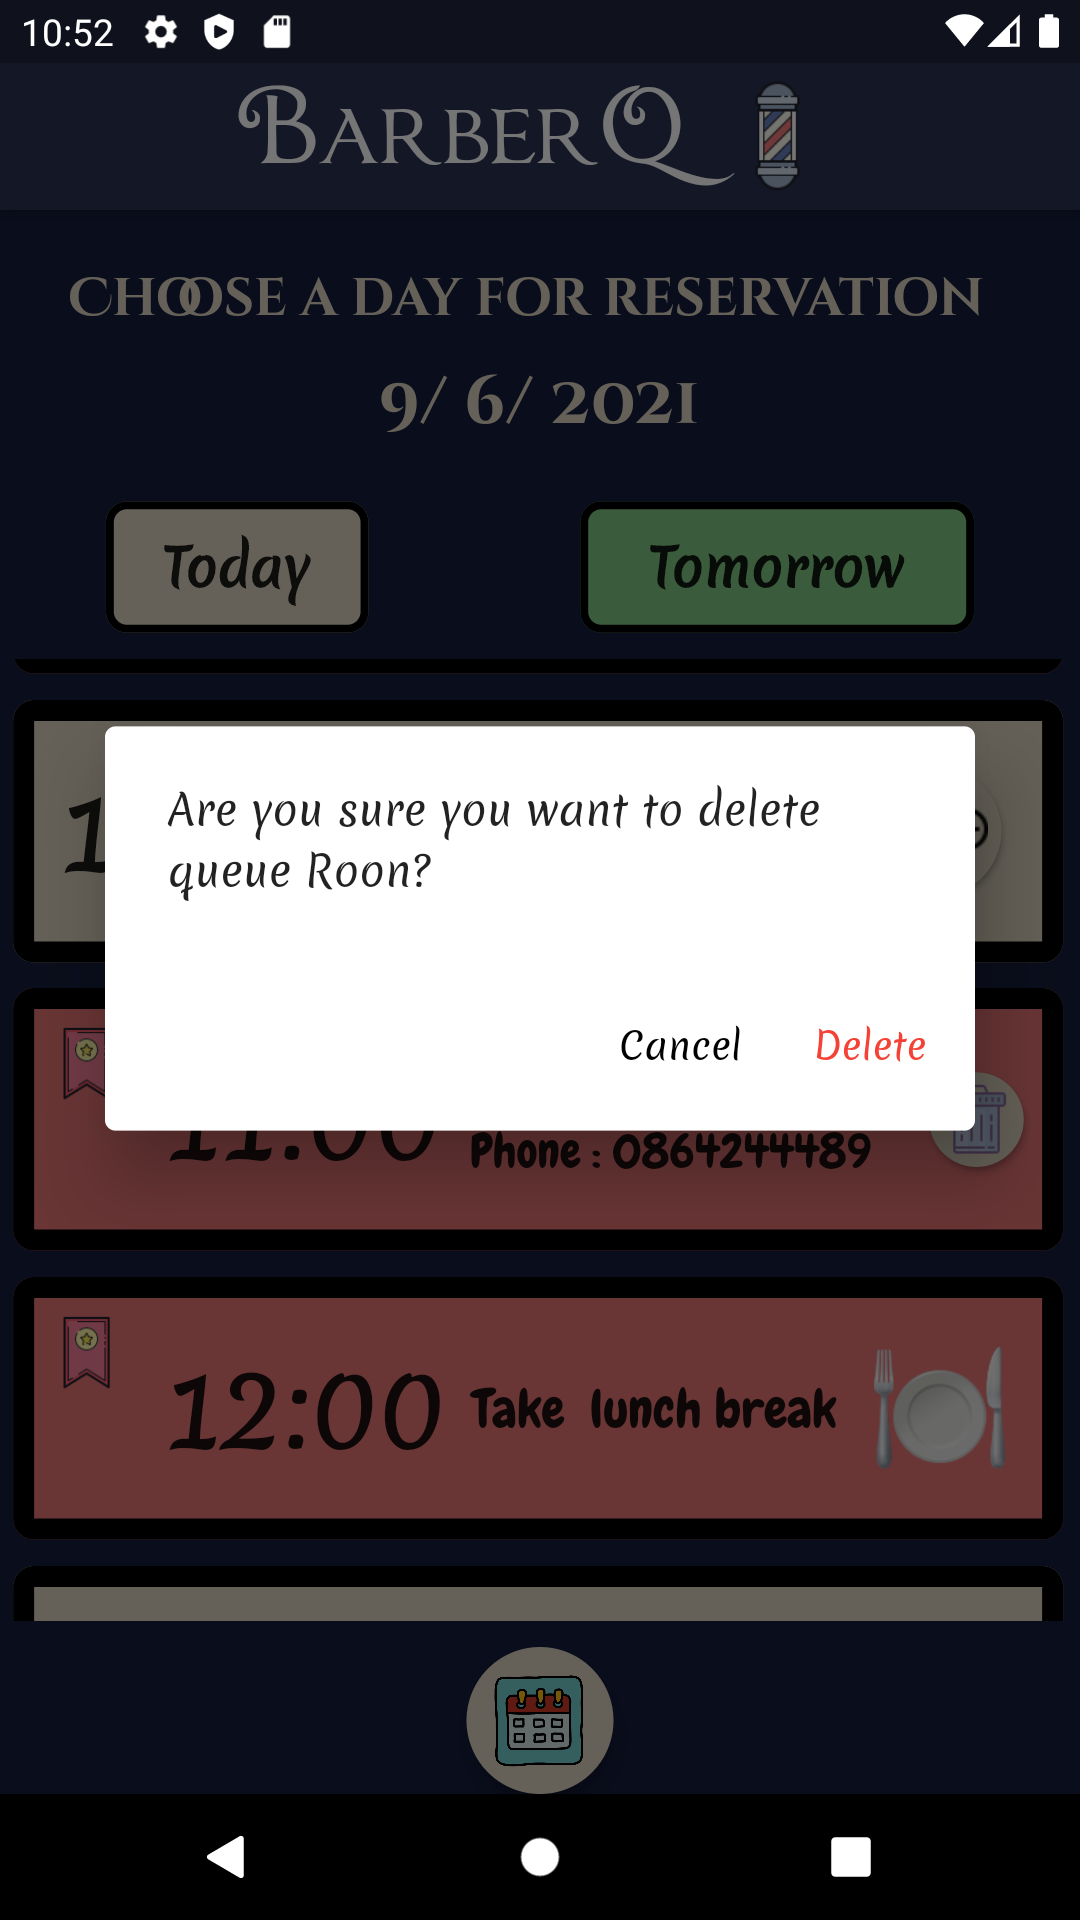 10:52
BarberQ
Choose a day for reservation
9/ 6/ 2021
Today
Tomorrow
Are you sure you want to delete
queue Roon?
Cancel
Delete
11:00
Phone : 0864244489
12:00
Take lunch break